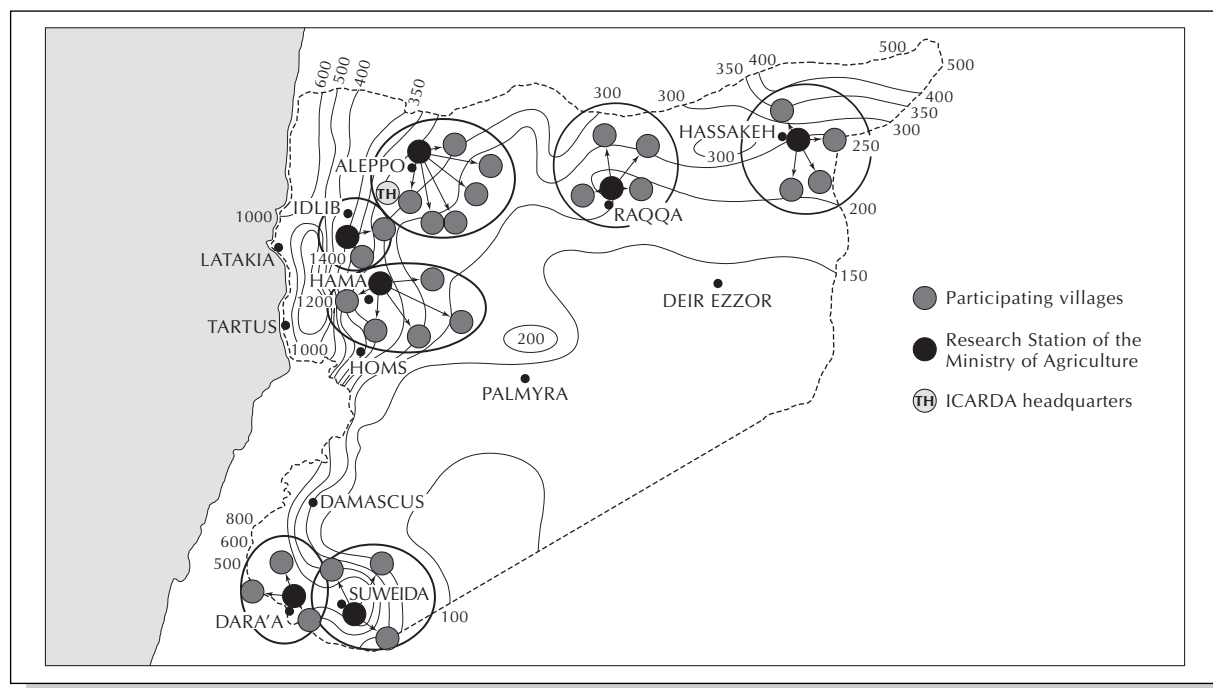 600
500
400
350
300
300
350
400
500
500
400
350
300
HASSAKEH
300
250
ALEPPO
TH
1000
IDLIB
RAQQA
200
LATAKIA
1400
HAMA
1200
150
DEIR EZZOR
TARTUS
200
1000
HOMS
PALMYRA
Participating villages
Research Station of the
Ministry of Agriculture
TH ICARDA headquarters
DAMASCUS
800
600
500
SUWEIDA
DARA'A
100